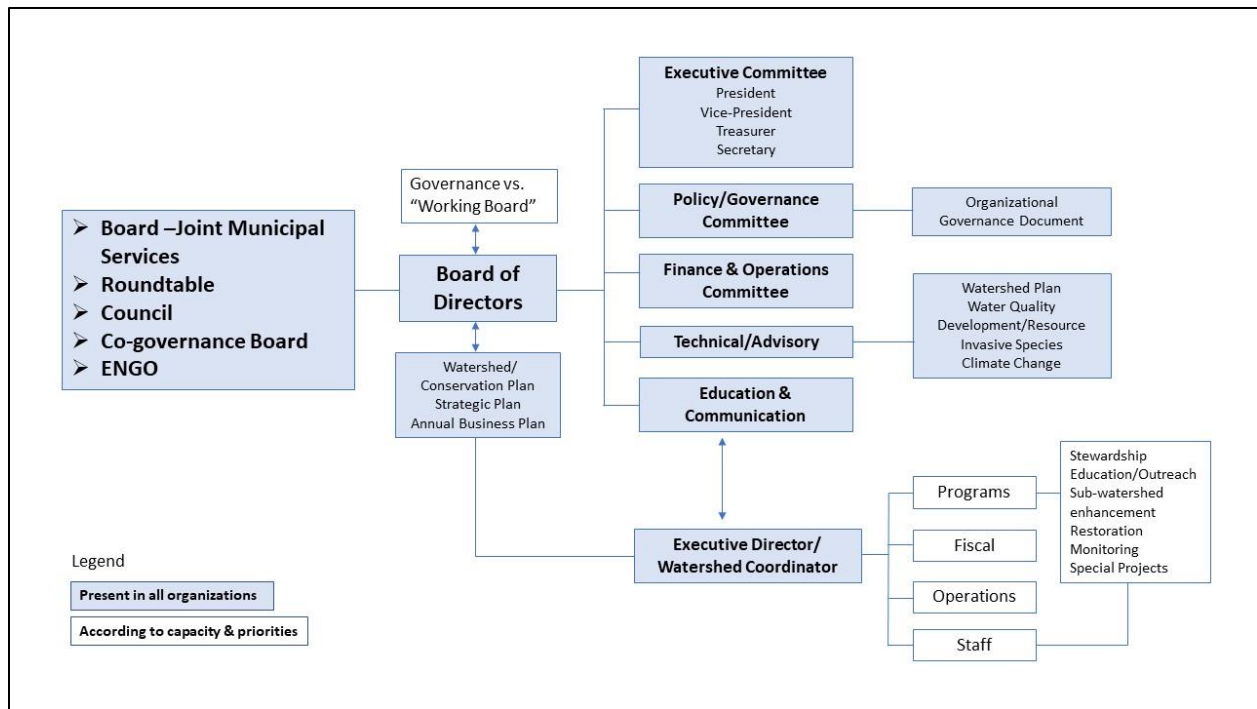 ➢ Board –Joint Municipal
Services
➢ Roundtable
➢ Council
➢ Co-governance Board
➢ ENGO
Governance vs.
“Working Board”
Board of
Directors
Watershed/
Conservation Plan
Strategic Plan
Annual Business Plan
Executive Committee
President
Vice-President
Treasurer
Secretary
Policy/Governance
Committee
Organizational
Governance Document
Finance & Operations
Committee
Technical/Advisory
Watershed Plan
Water Quality
Development/Resource
Invasive Species
Climate Change
Education &
Communication
Executive Director/
Watershed Coordinator
Programs
Fiscal
Operations
Staff
Stewardship
Education/Outreach
Sub-watershed
enhancement
Restoration
Monitoring
Special Projects
Legend
Present in all organizations
According to capacity & priorities